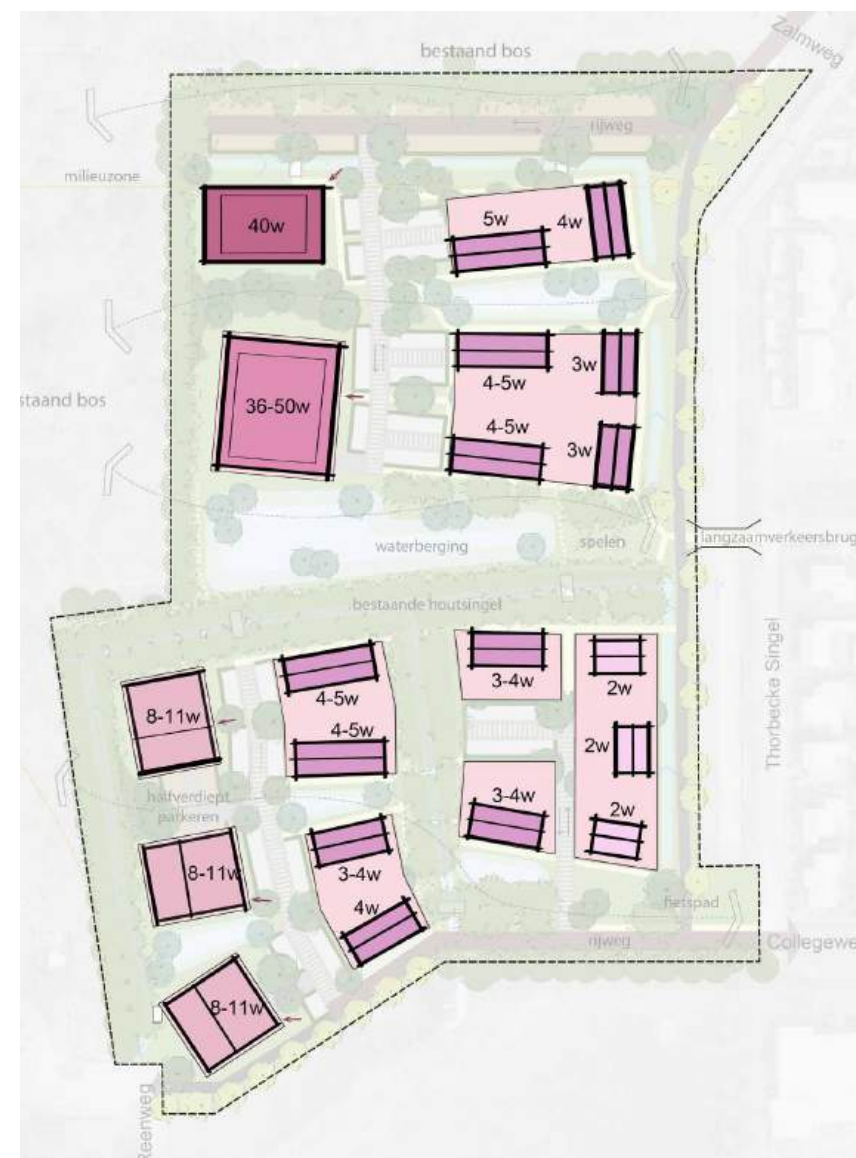 bestaand bos
Zalmweg
rijweg
milieuzone
40w
5w
4w
3w
4-5w
36-50w
staand bos
4-5w
3w
waterberging
spelen
langzaamverkeersbrug
bestaande houtsingel
3-4w
2w
4-5w
8-11w
4-5w
2w
Thorbecke Singel
halfverdiept
parkeren
3-4w
2w
8-11w
3-4w
4w
fietspad
rijweg
Collegewe
8-11w
Reenweg